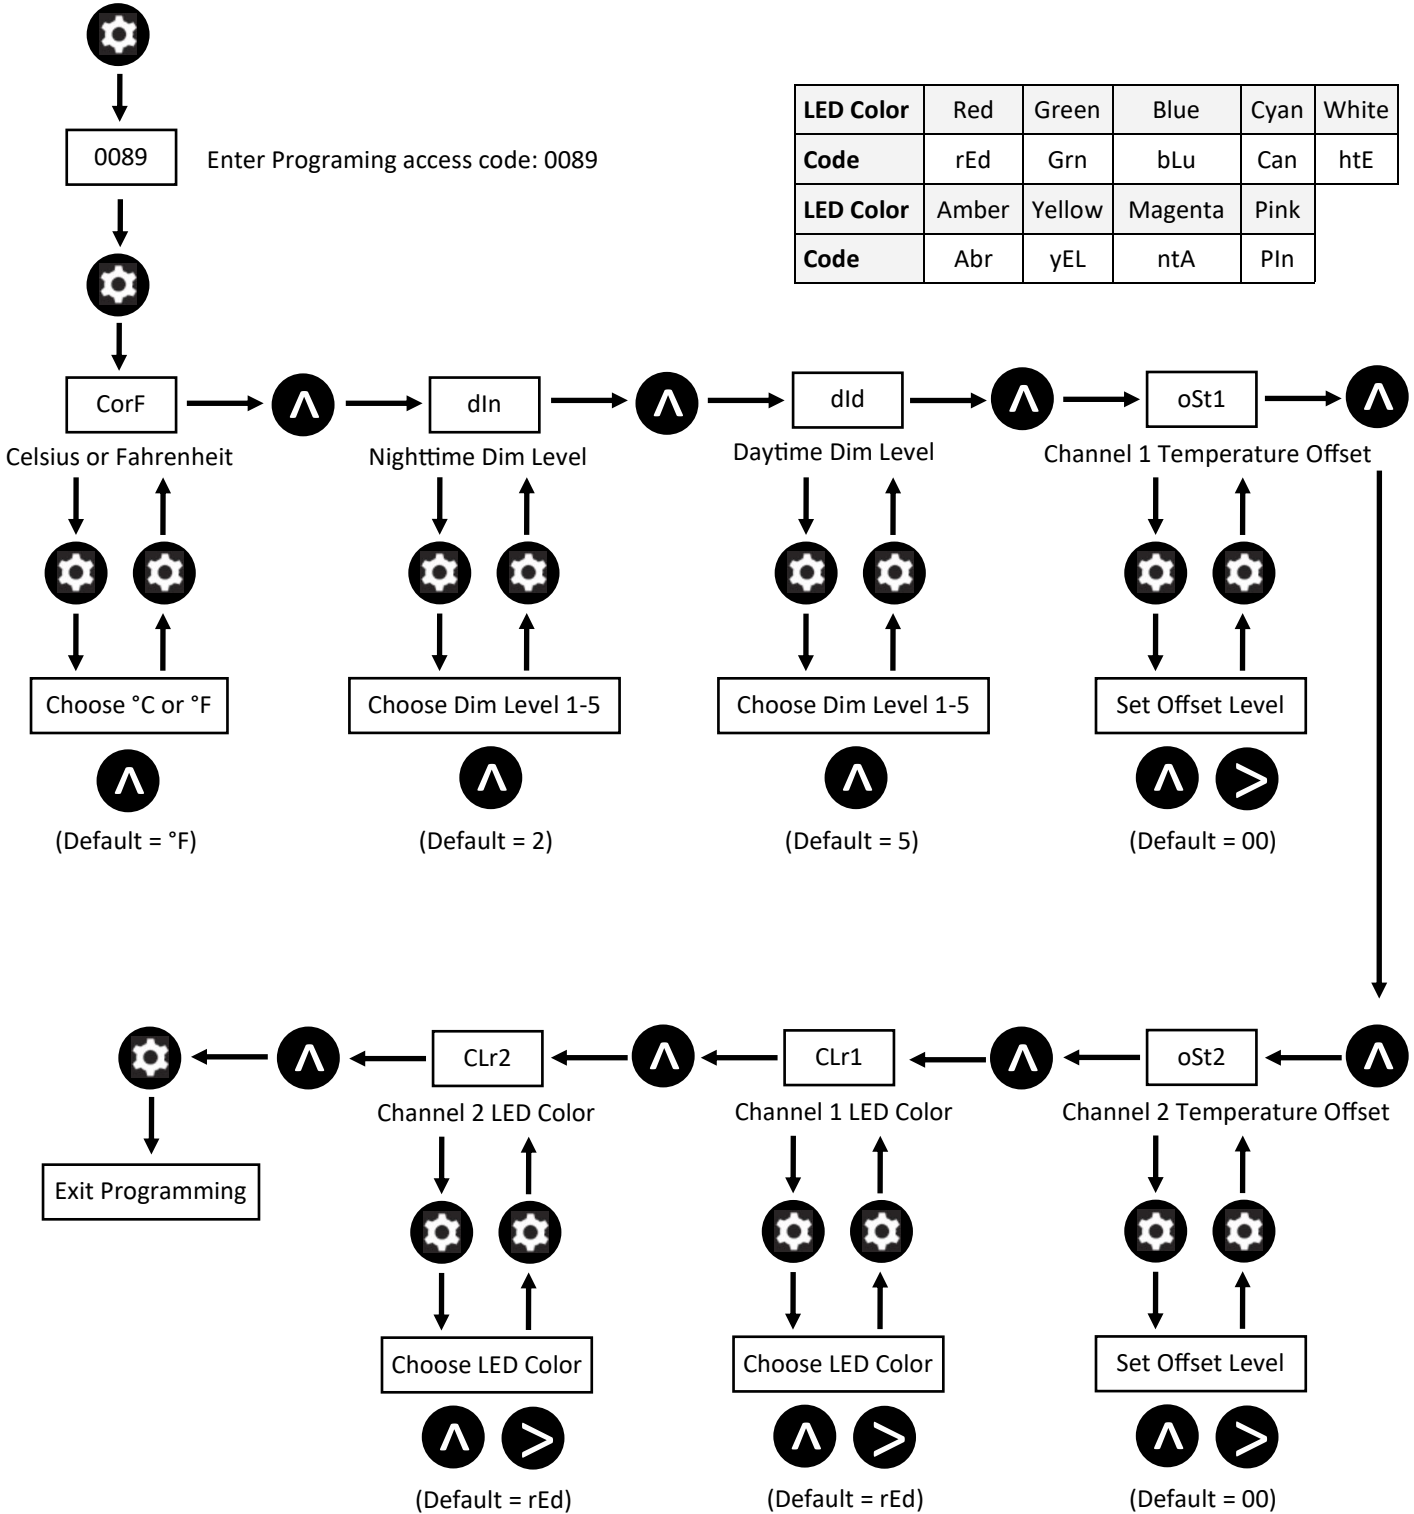 0089
Enter Programing access code: 0089
LED Color Red Green Blue Cyan White
Code rEd Grn bLu Can htE
LED Color Amber Yellow Magenta Pink
Code Abr yEL ntA PIn
CorF
dIn
dId
oSt1
Celsius or Fahrenheit
Nighttime Dim Level
Daytime Dim Level
Channel 1 Temperature Offset
Choose °C or °F
Choose Dim Level 1-5
Choose Dim Level 1-5
Set Offset Level
(Default = °F)
(Default = 2)
(Default = 5)
(Default = 00)
CLr2
CLr1
oSt2
Channel 2 LED Color
Channel 1 LED Color
Channel 2 Temperature Offset
Exit Programming
Choose LED Color
Choose LED Color
Set Offset Level
(Default = rEd)
(Default = rEd)
(Default = 00)